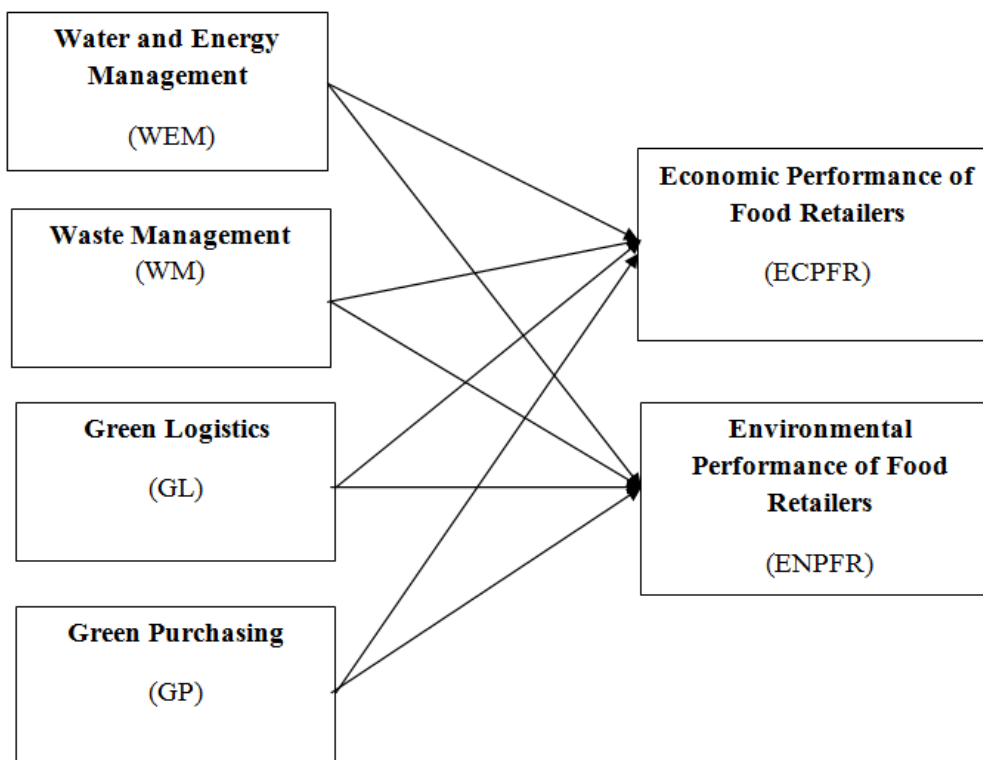 Water and Energy
Management
(WEM)
Waste Management
(WM)
Green Logistics
(GL)
Green Purchasing
(GP)
Economic Performance of
Food Retailers
(ECPFR)
Environmental
Performance of Food
Retailers
(ENPFR)